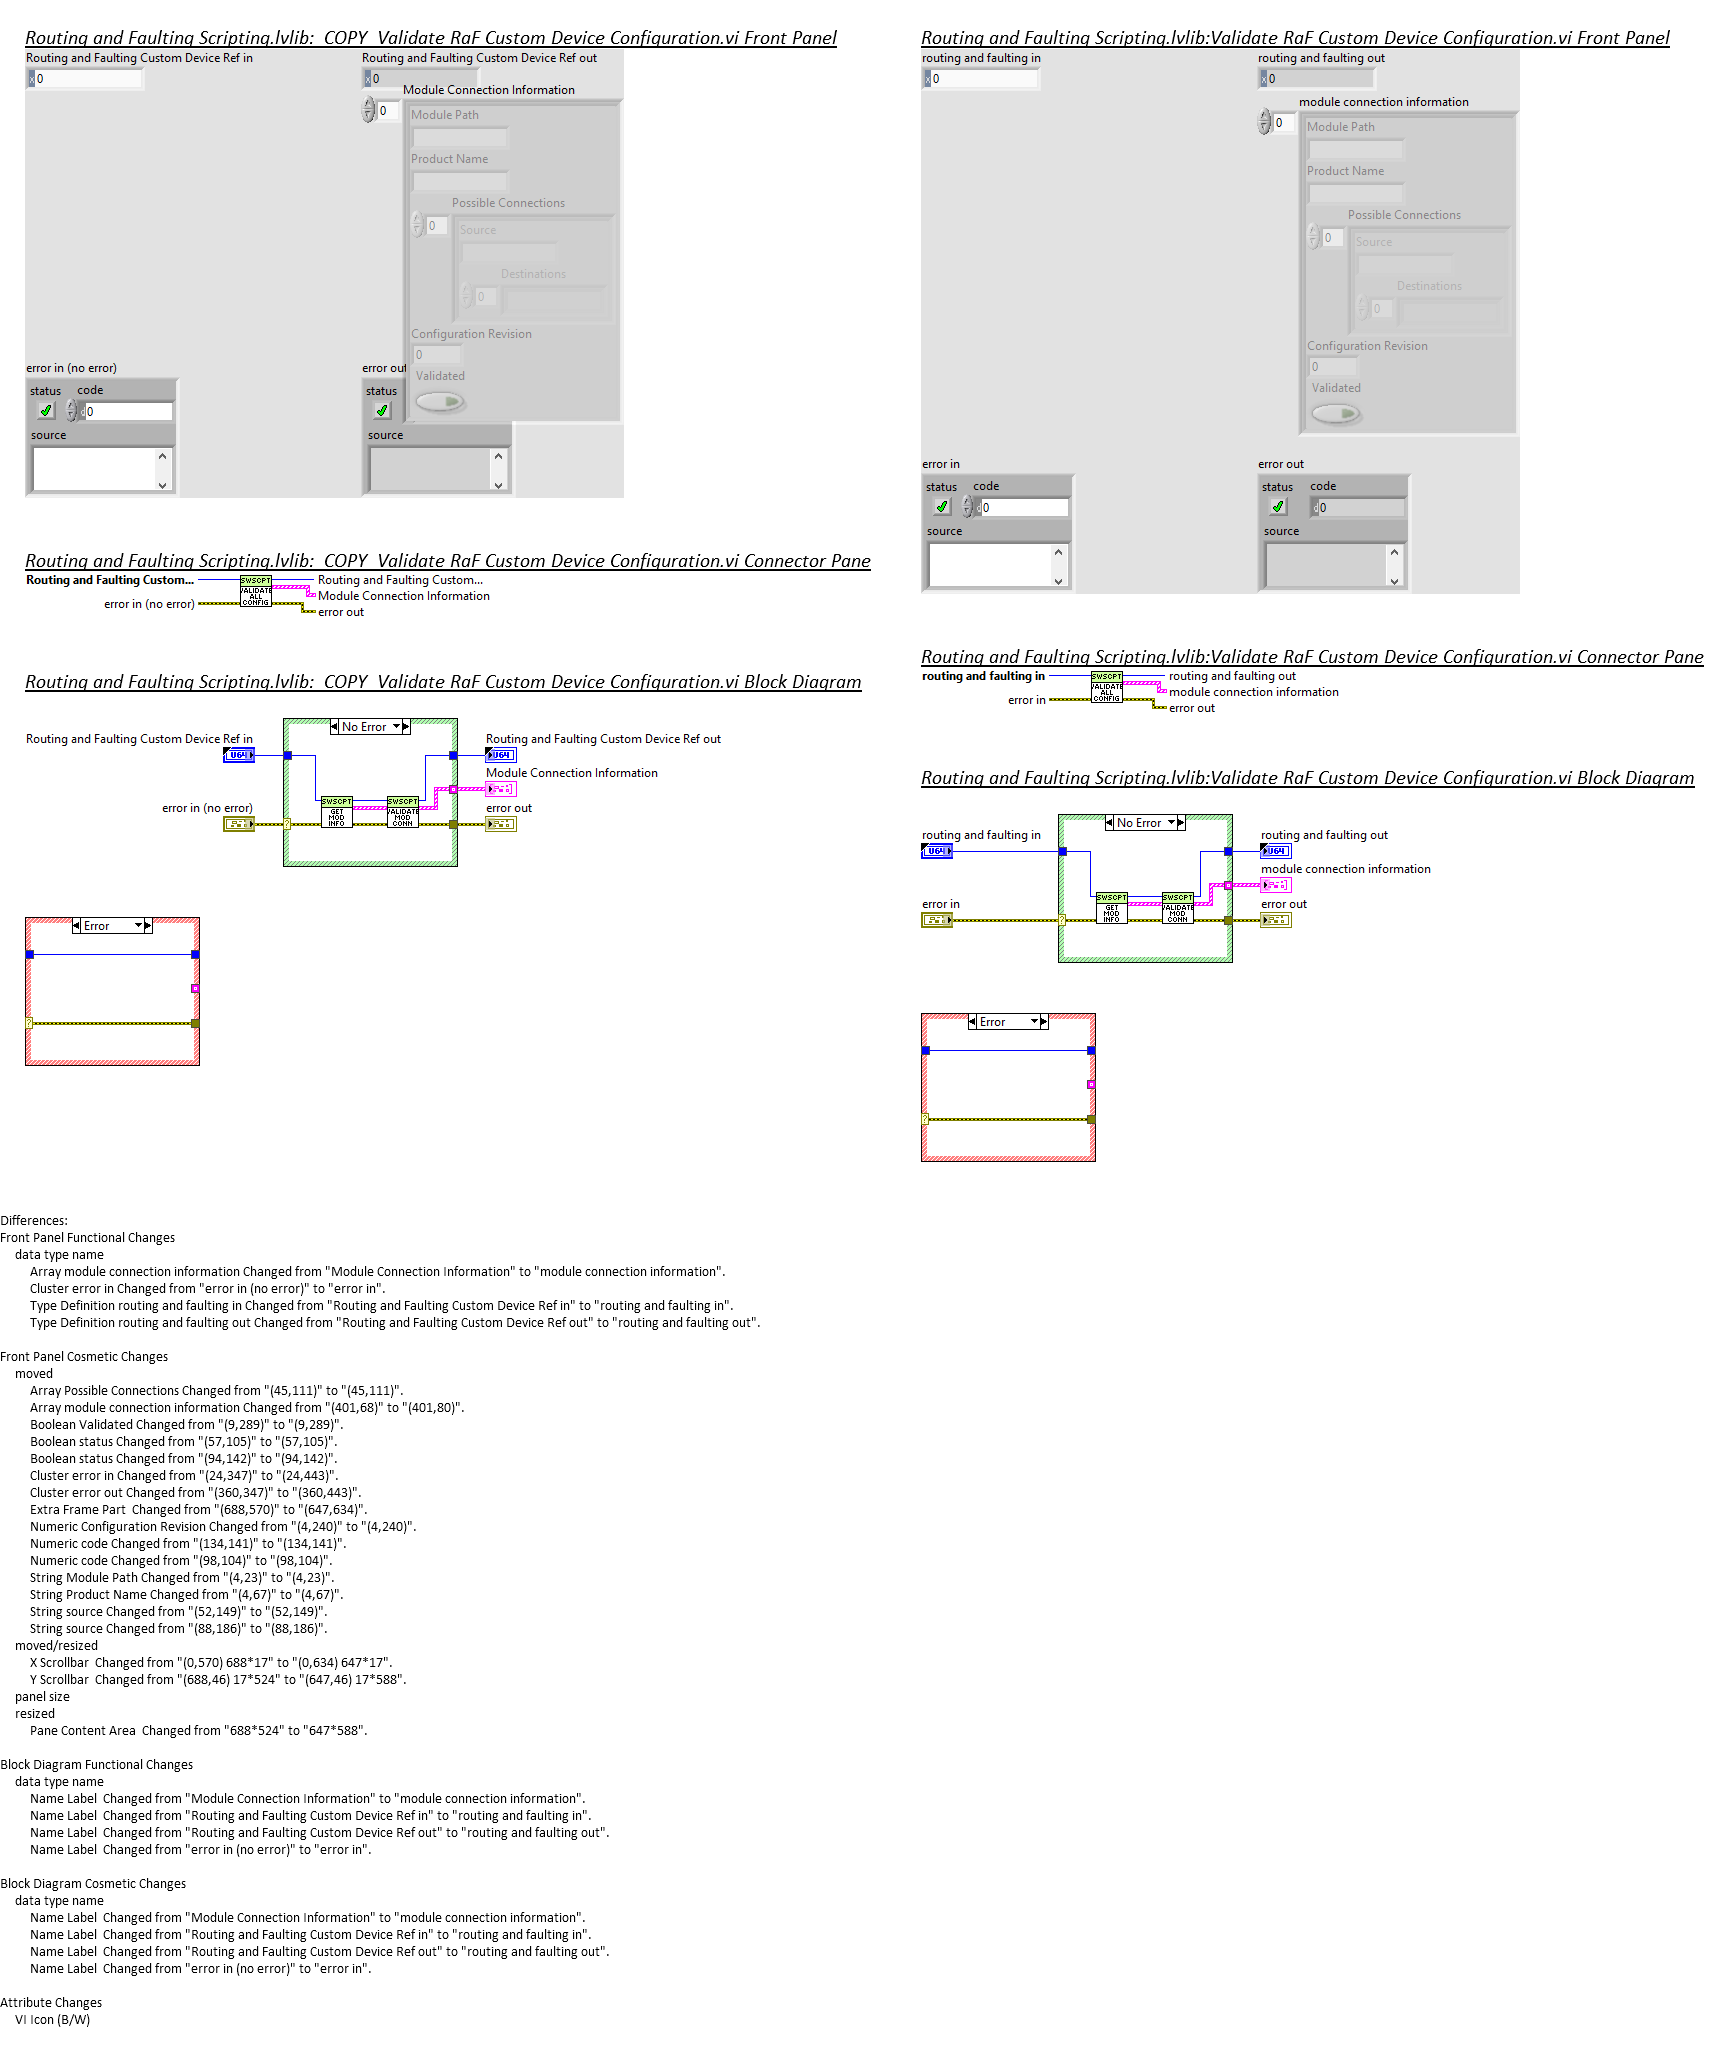 Routing and Faulting Scripting.lvlib:  COPY  Validate RaF Custom Device Configuration.vi Front Panel
Routing and Faulting Custom Device Ref in
x 0
Routing and Faulting Custom Device Ref out
x 0
Module Connection Information
0
Module Path
Product Name
Possible Connections
0
Source
Destinations
0
Configuration Revision
0
Validated
error in (no error)
status
code
d 0
source
error out
status
source
Routing and Faulting Scripting.lvlib:Validate RaF Custom Device Configuration.vi Front Panel
routing and faulting in
x 0
routing and faulting out
x 0
module connection information
0
Module Path
Product Name
Possible Connections
0
Source
Destinations
0
Configuration Revision
0
Validated
error in
status
code
d 0
source
error out
status
code
d 0
source
Routing and Faulting Scripting.lvlib:  COPY  Validate RaF Custom Device Configuration.vi Connector Pane
Routing and Faulting Custom...
error in (no error)
SWSCPT
VALIDATE
ALL
CONFIG
Routing and Faulting Custom...
Module Connection Information
error out
Routing and Faulting Scripting.lvlib:Validate RaF Custom Device Configuration.vi Connector Pane
routing and faulting in
error in
SWSCPT
VALIDATE
ALL
CONFIG
routing and faulting out
module connection information
error out
Routing and Faulting Scripting.lvlib:  COPY  Validate RaF Custom Device Configuration.vi Block Diagram
No Error
Routing and Faulting Custom Device Ref in
U64
error in (no error)
?
SWSCPT
GET
MOD
INFO
SWSCPT
VALIDATE
MOD
CONN
Routing and Faulting Custom Device Ref out
U64
Module Connection Information
error out
Error
?
Routing and Faulting Scripting.lvlib:Validate RaF Custom Device Configuration.vi Block Diagram
No Error
routing and faulting in
U64
error in
?
SWSCPT
GET
MOD
INFO
SWSCPT
VALIDATE
MOD
CONN
routing and faulting out
U64
module connection information
error out
Error
?
Differences:
Front Panel Functional Changes
data type name
Array module connection information Changed from "Module Connection Information" to "module connection information".
Cluster error in Changed from "error in (no error)" to "error in".
Type Definition routing and faulting in Changed from "Routing and Faulting Custom Device Ref in" to "routing and faulting in".
Type Definition routing and faulting out Changed from "Routing and Faulting Custom Device Ref out" to "routing and faulting out".
Front Panel Cosmetic Changes
moved
Array Possible Connections Changed from "(45,111)" to "(45,111)".
Array module connection information Changed from "(401,68)" to "(401,80)".
Boolean Validated Changed from "(9,289)" to "(9,289)".
Boolean status Changed from "(57,105)" to "(57,105)".
Boolean status Changed from "(94,142)" to "(94,142)".
Cluster error in Changed from "(24,347)" to "(24,443)".
Cluster error out Changed from "(360,347)" to "(360,443)".
Extra Frame Part  Changed from "(688,570)" to "(647,634)".
Numeric Configuration Revision Changed from "(4,240)" to "(4,240)".
Numeric code Changed from "(134,141)" to "(134,141)".
Numeric code Changed from "(98,104)" to "(98,104)".
String Module Path Changed from "(4,23)" to "(4,23)".
String Product Name Changed from "(4,67)" to "(4,67)".
String source Changed from "(52,149)" to "(52,149)".
String source Changed from "(88,186)" to "(88,186)".
moved/resized
X Scrollbar  Changed from "(0,570) 688*17" to "(0,634) 647*17".
Y Scrollbar  Changed from "(688,46) 17*524" to "(647,46) 17*588".
panel size
resized
Pane Content Area  Changed from "688*524" to "647*588".
Block Diagram Functional Changes
data type name
Name Label  Changed from "Module Connection Information" to "module connection information".
Name Label  Changed from "Routing and Faulting Custom Device Ref in" to "routing and faulting in".
Name Label  Changed from "Routing and Faulting Custom Device Ref out" to "routing and faulting out".
Name Label  Changed from "error in (no error)" to "error in".
Block Diagram Cosmetic Changes
data type name
Name Label  Changed from "Module Connection Information" to "module connection information".
Name Label  Changed from "Routing and Faulting Custom Device Ref in" to "routing and faulting in".
Name Label  Changed from "Routing and Faulting Custom Device Ref out" to "routing and faulting out".
Name Label  Changed from "error in (no error)" to "error in".
Attribute Changes
VI Icon (B/W)